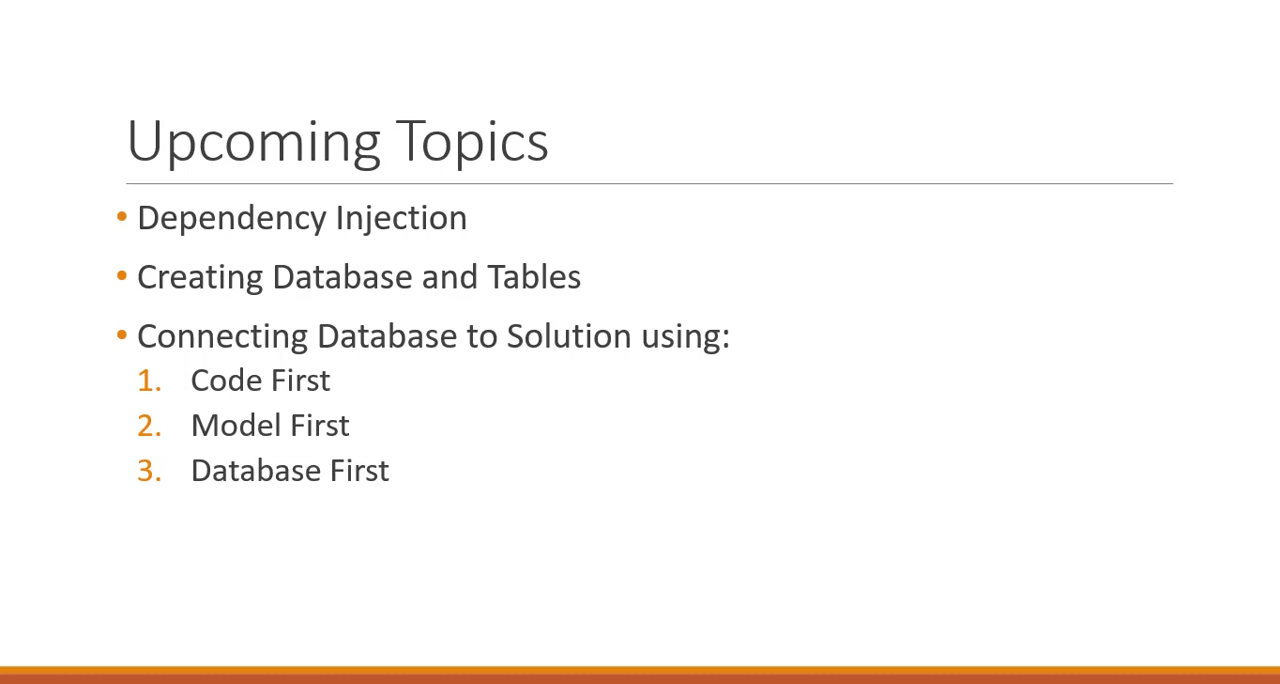 Upcoming Topics
• Dependency Injection
• Creating Database and Tables
• Connecting Database to Solution using:
1. Code First
2. Model First
3. Database First